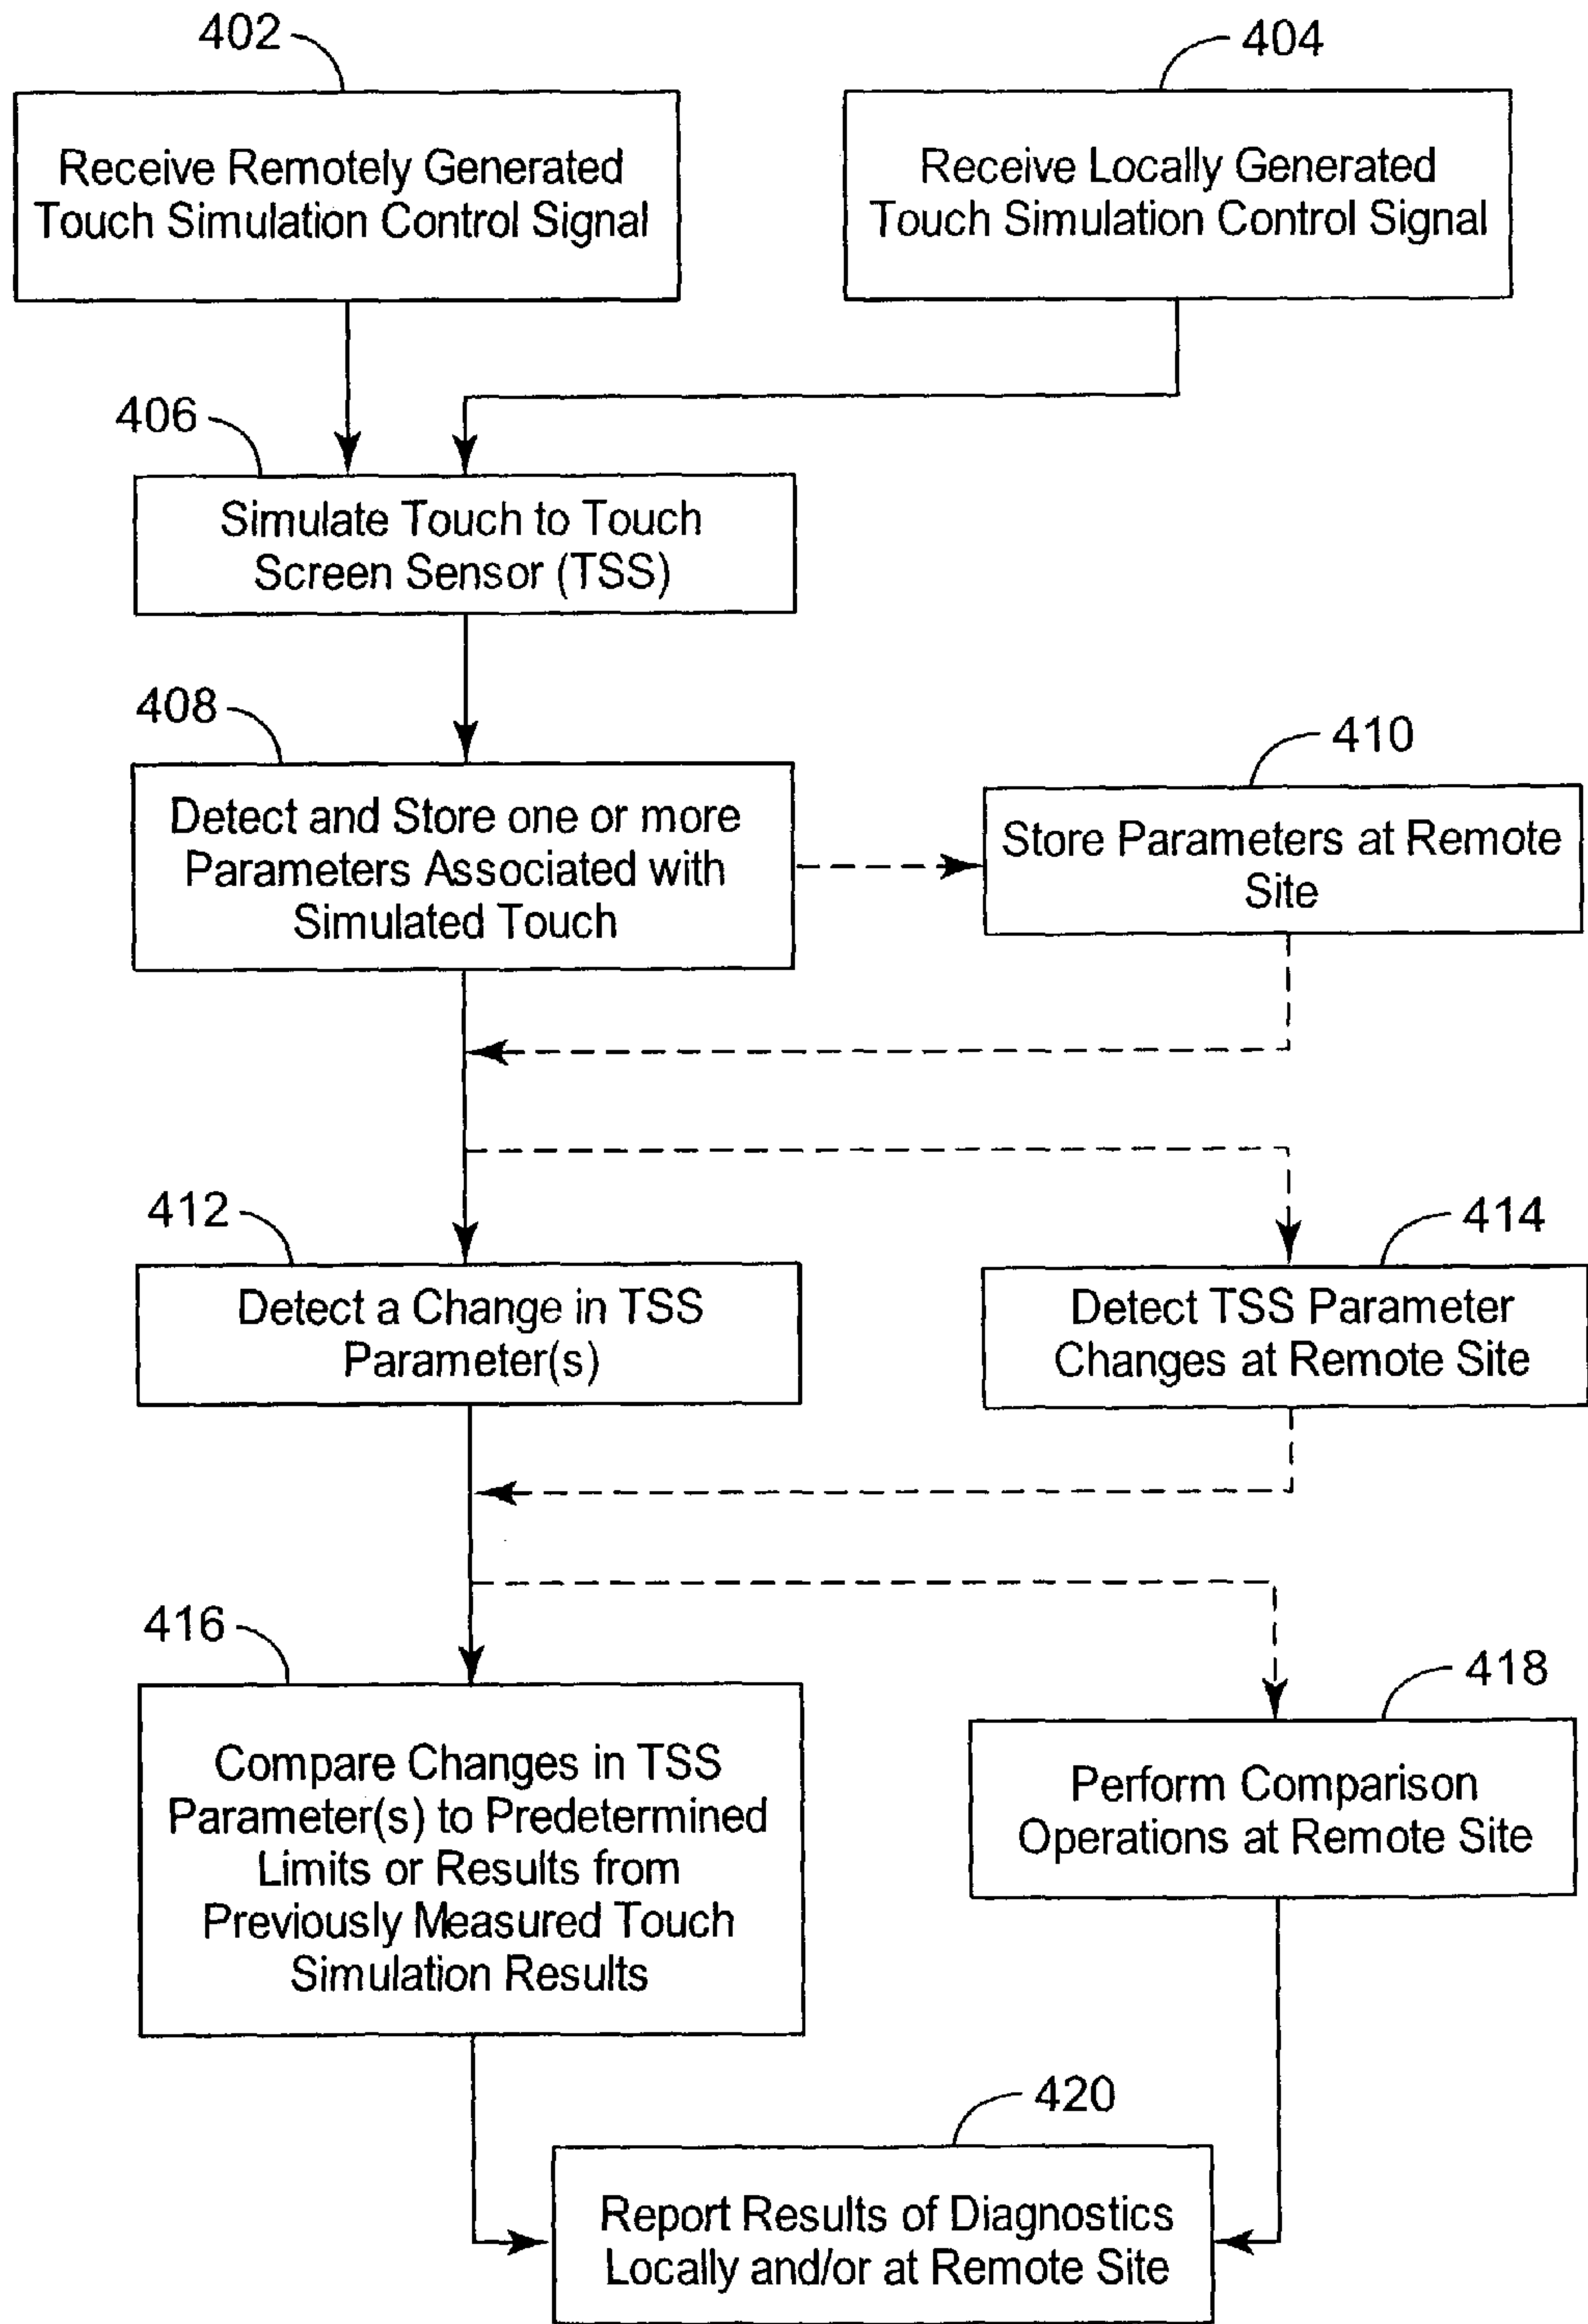 402
404
Receive Remotely Generated
Touch Simulation Control Signal
Receive Locally Generated
Touch Simulation Control Signal
406
Simulate Touch to Touch
Screen Sensor (TSS)
408
410
Detect and Store one or more
Parameters Associated with
Simulated Touch
Store Parameters at Remote
Site
412
414
Detect a Change in TSS
Parameter(s)
Detect TSS Parameter
Changes at Remote Site
416
418
Compare Changes in TSS
Parameter(s) to Predetermined
Limits or Results from
Previously Measured Touch
Simulation Results
Perform Comparison
Operations at Remote Site
420
Report Results of Diagnostics
Locally and/or at Remote Site